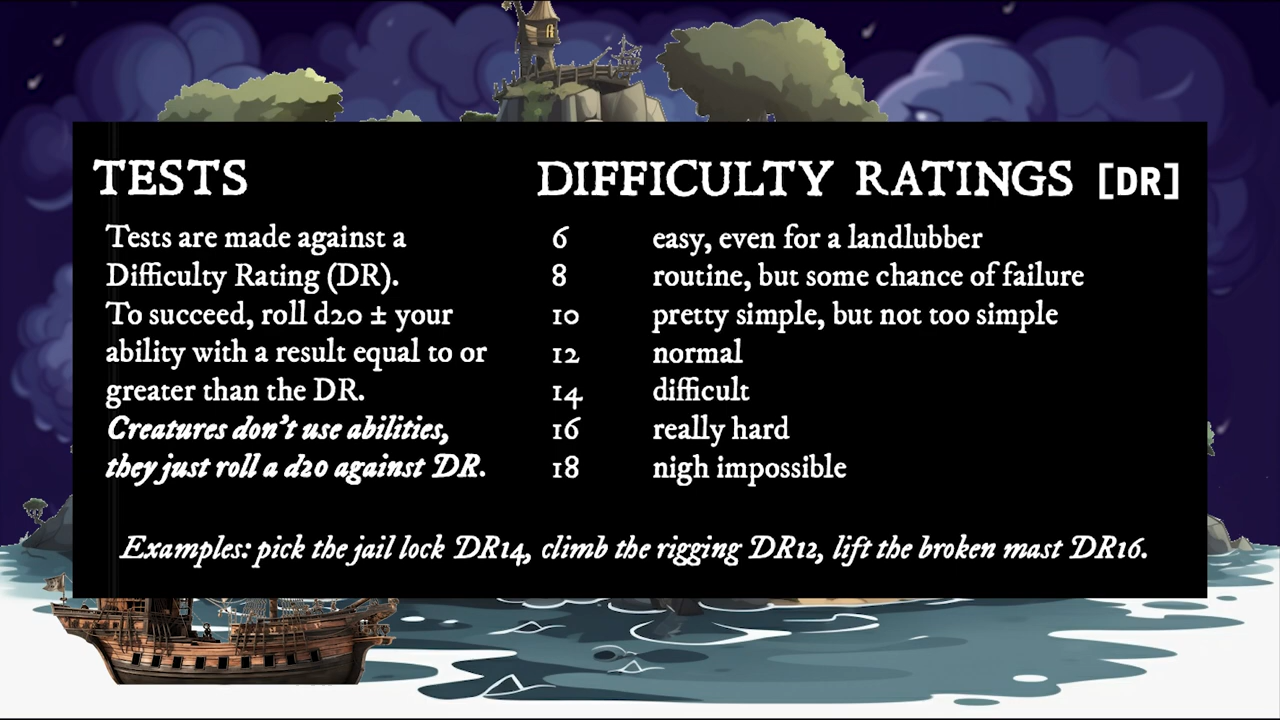 TESTS
Tests are made against a
Difficulty Rating (DR).
To succeed, roll d20 ± your
ability with a result equal to or
greater than the DR.
Creatures don't use abilities,
they just roll a d20 against DR.
DIFFICULTY RATINGS [DR]
6 easy, even for a landlubber
8 routine, but some chance of failure
10 pretty simple, but not too simple
12 normal
14 difficult
16 really hard
18 nigh impossible
Examples: pick the jail lock DR14, climb the rigging DR12, lift the broken mast DR16.